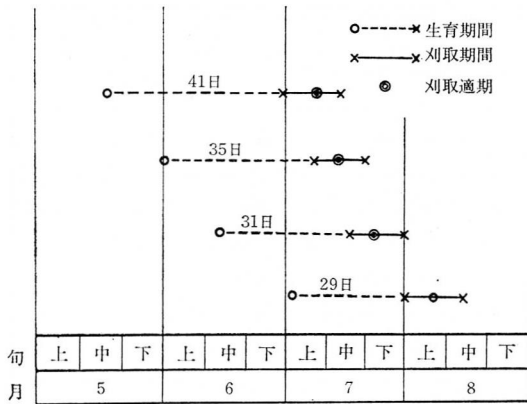 生育期間
刈取期間
刈取適期
41日
35日
31日
29日
旬 上 中 下 上 中 下 上 中 下 上 中 下
月 5 6 7 8